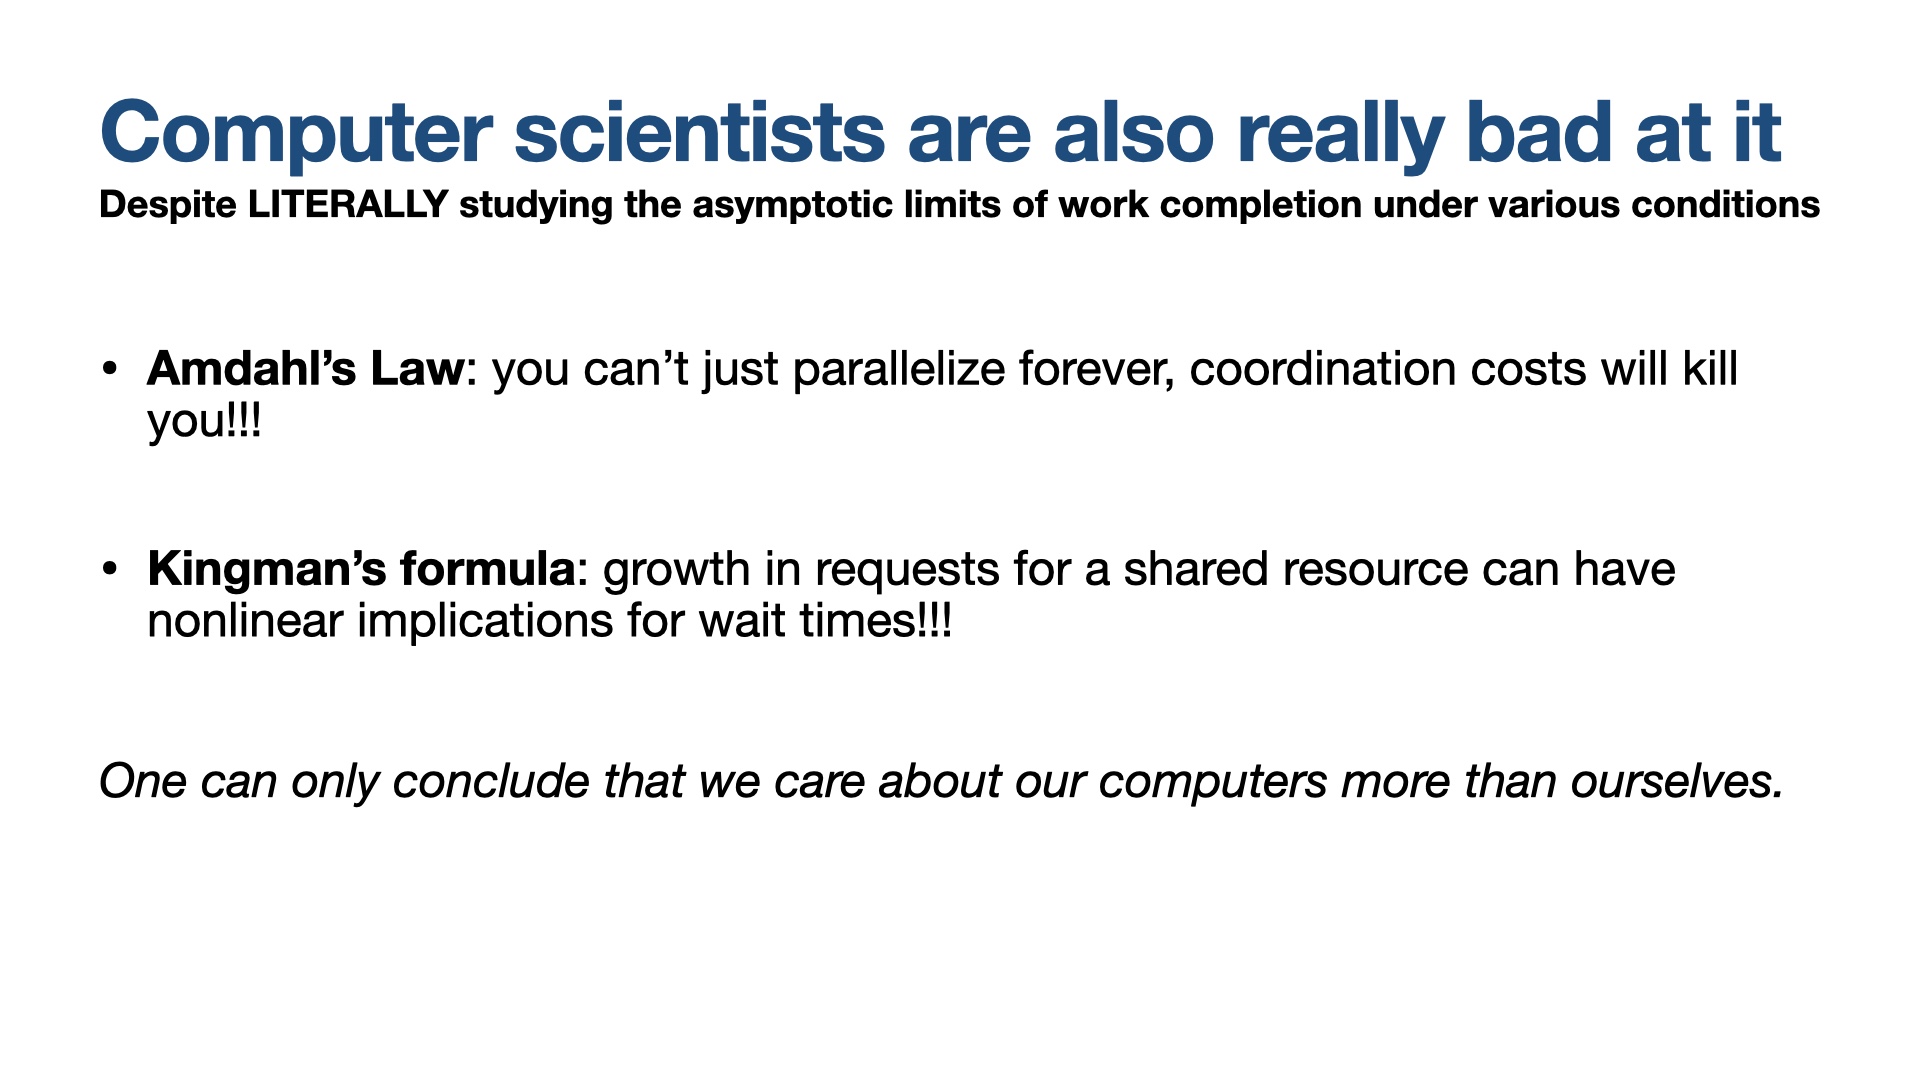 Computer scientists are also really bad at it
Despite LITERALLY studying the asymptotic limits of work completion under various conditions
• Amdahl’s Law: you can’t just parallelize forever, coordination costs will kill
you!!!
• Kingman’s formula: growth in requests for a shared resource can have
nonlinear implications for wait times!!!
One can only conclude that we care about our computers more than ourselves.